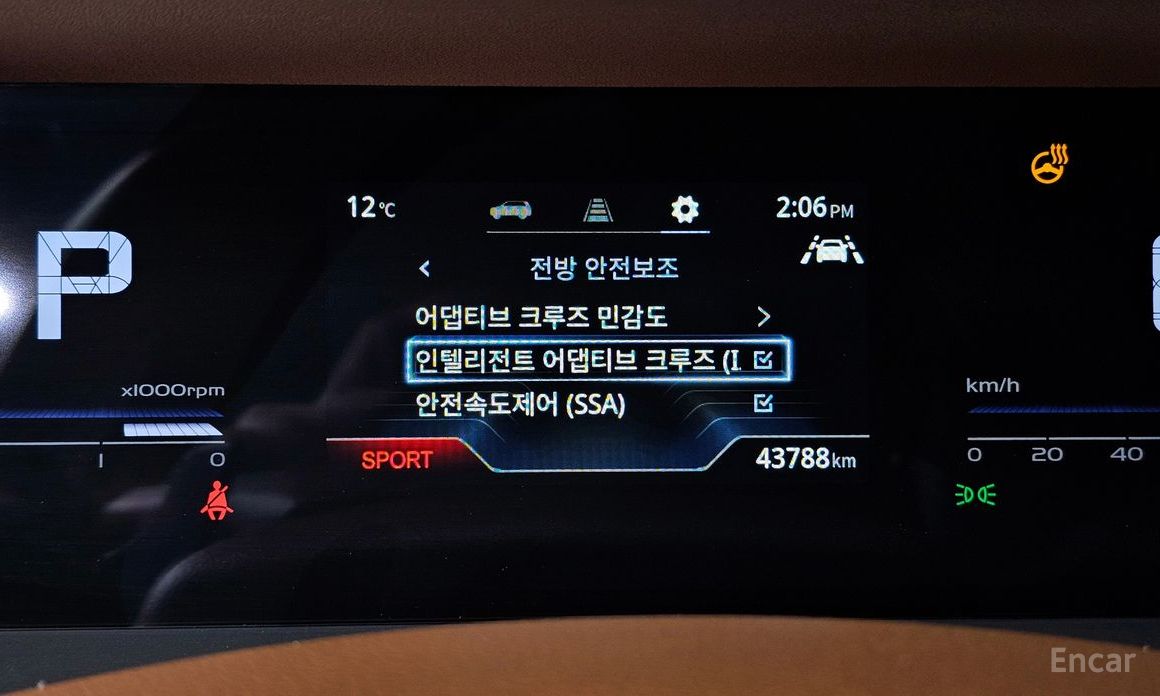 12°C
2:06PM
P
전방 안전보조
어댑티브 크루즈 민감도
인텔리전트 어댑티브 크루즈 (I
안전속도제어 (SSA)
x1000rpm
km/h
1 0
SPORT
43788km
0 20 40
Encar